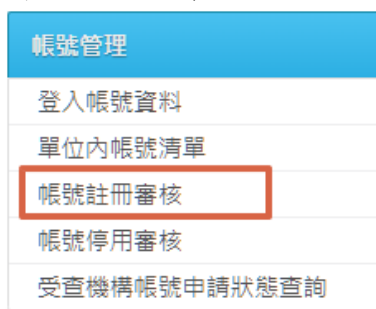 帳號管理
登入帳號資料
單位內帳號清單
帳號註冊審核
帳號停用審核
受查機構帳號申請狀態查詢